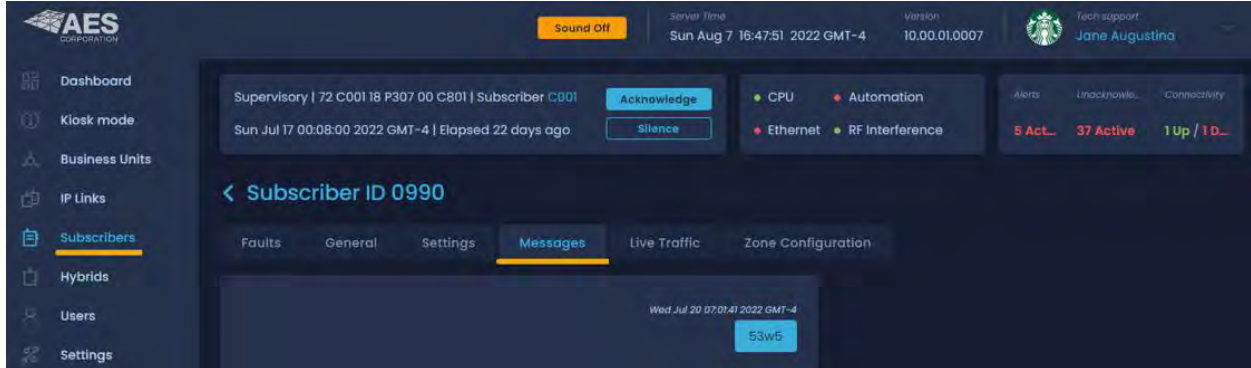 AES
CORPORATION
Sound Off
Server Time
Sun Aug 7 16:47:51 2022 GMT-4
Version
10.00.01.0007
Tech support
Jane Augustina
Dashboard
Kiosk mode
Business Units
IP Links
Subscribers
Hybrids
Users
Settings
Supervisory | 72 C001 18 P307 00 C801 | Subscriber C001
Sun Jul 17 00:08:00 2022 GMT-4 | Elapsed 22 days ago
Acknowledge
Silence
CPU
Automation
Ethernet
RF Interference
Alerts
Unacknowle...
Connectivity
5 Act...
37 Active
1 Up / 1 D...
Subscriber ID 0990
Faults
General
Settings
Messages
Live Traffic
Zone Configuration
Wed Jul 20 07:01:41 2022 GMT-4
53w5